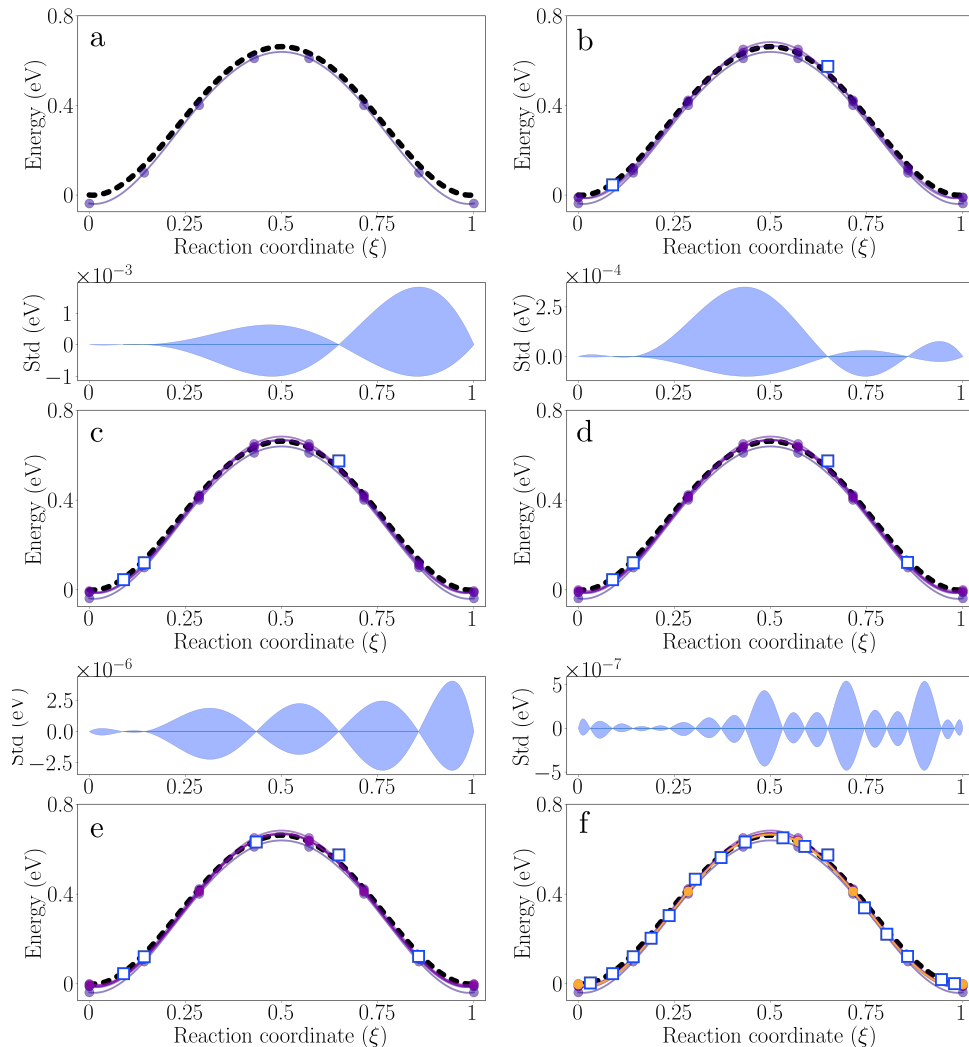 a
0.8
0.4
0
Energy (eV)
0 0.25 0.5 0.75 1
Reaction coordinate (ξ)
b
0.8
0.4
0
Energy (eV)
0 0.25 0.5 0.75 1
Reaction coordinate (ξ)
×10⁻³
1
0
−1
Std (eV)
0 0.25 0.5 0.75 1
×10⁻⁴
2.5
0.0
Std (eV)
0 0.25 0.5 0.75 1
c
0.8
0.4
0
Energy (eV)
0 0.25 0.5 0.75 1
Reaction coordinate (ξ)
d
0.8
0.4
0
Energy (eV)
0 0.25 0.5 0.75 1
Reaction coordinate (ξ)
×10⁻⁶
2.5
0.0
−2.5
Std (eV)
0 0.25 0.5 0.75 1
×10⁻⁷
5
0
−5
Std (eV)
0 0.25 0.5 0.75 1
e
0.8
0.4
0
Energy (eV)
0 0.25 0.5 0.75 1
Reaction coordinate (ξ)
f
0.8
0.4
0
Energy (eV)
0 0.25 0.5 0.75 1
Reaction coordinate (ξ)